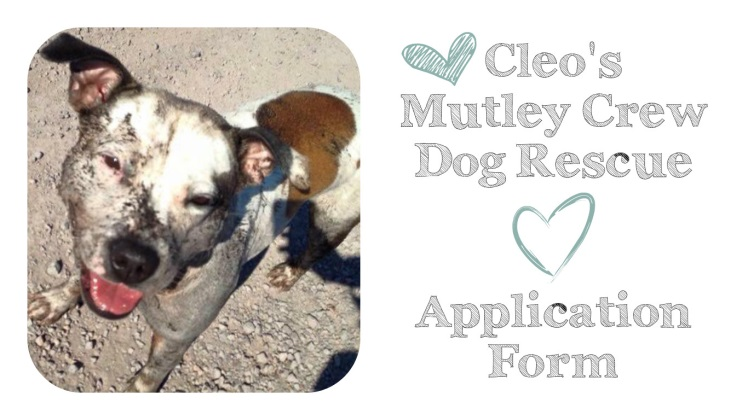 Cleo's
Mutley Crew
Dog Rescue
Application
Form